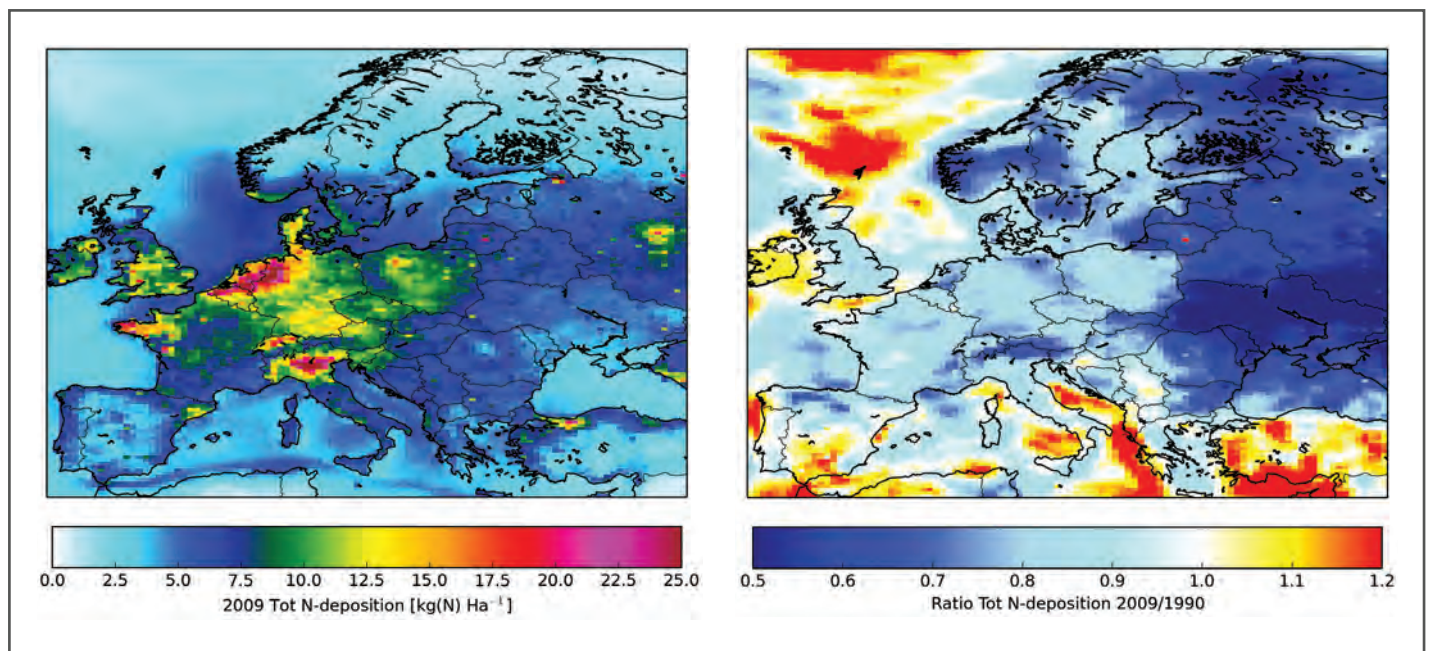 0.0 2.5 5.0 7.5 10.0 12.5 15.0 17.5 20.0 22.5 25.0
2009 Tot N-deposition [kg(N) Ha⁻¹]
0.5 0.6 0.7 0.8 0.9 1.0 1.1 1.2
Ratio Tot N-deposition 2009/1990